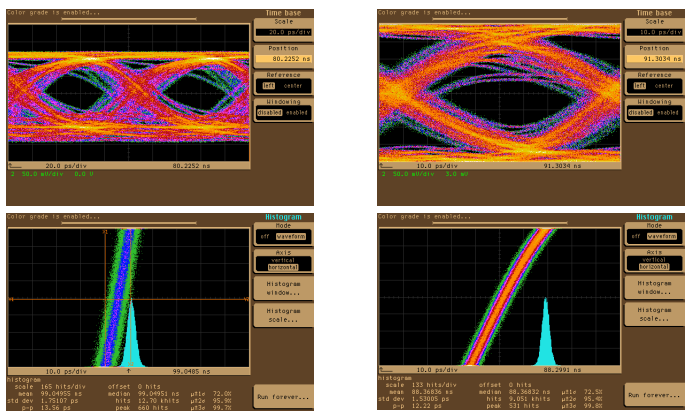 Color grade is enabled...
Time base
Scale
20.0 ps/div
Position
80.2252 ns
Reference
left center
Windowing
disabled enabled
20.0 ps/div 80.2252 ns
2 50.0 mV/div 0.0 V
Color grade is enabled...
Time base
Scale
10.0 ps/div
Position
91.3034 ns
Reference
left center
Windowing
disabled enabled
10.0 ps/div 91.3034 ns
2 50.0 mV/div 3.0 mV
Color grade is enabled...
Histogram
Mode
off waveform
Axis
vertical
horizontal
Histogram
window...
Histogram
scale...
Run forever...
10.0 ps/div 99.0485 ns
histogram
scale 165 hits/div offset 0 hits
mean 99.04955 ns median 99.04951 ns μ±1σ 72.0%
std dev 1.75107 ps hits 12.70 khits μ±2σ 95.9%
p-p 13.56 ps peak 660 hits μ±3σ 99.7%
Color grade is enabled...
Histogram
Mode
off waveform
Axis
vertical
horizontal
Histogram
window...
Histogram
scale...
Run forever...
10.0 ps/div 88.2991 ns
histogram
scale 133 hits/div offset 0 hits
mean 88.36836 ns median 88.36832 ns μ±1σ 72.5%
std dev 1.53005 ps hits 9.051 khits μ±2σ 95.4%
p-p 12.22 ps peak 531 hits μ±3σ 99.8%